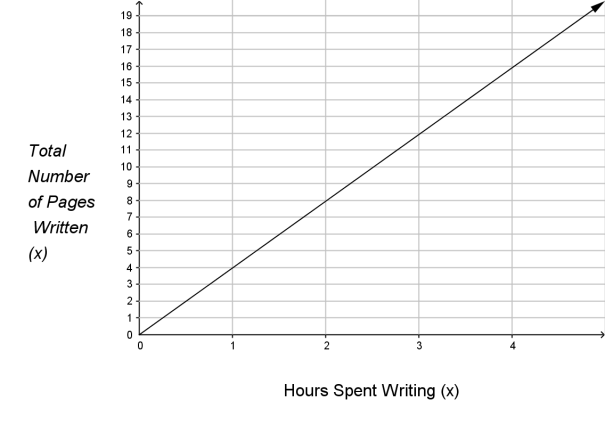 19
18
17
16
15
14
13
12
11
10
9
8
7
6
5
4
3
2
1
0
Total
Number
of Pages
Written
(x)
0 1 2 3 4
Hours Spent Writing (x)